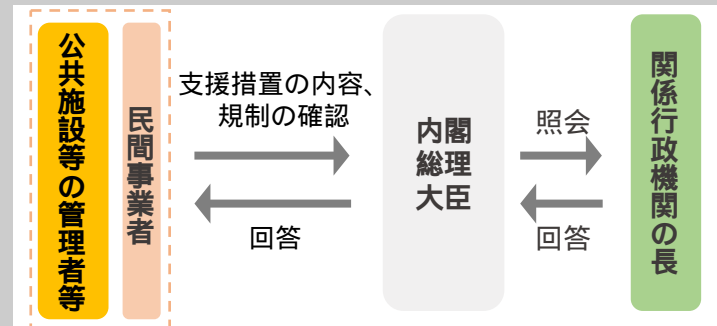 公共施設等の管理者等
民間事業者
支援措置の内容、
規制の確認
回答
内閣
総理
大臣
照会
回答
関係行政機関の長